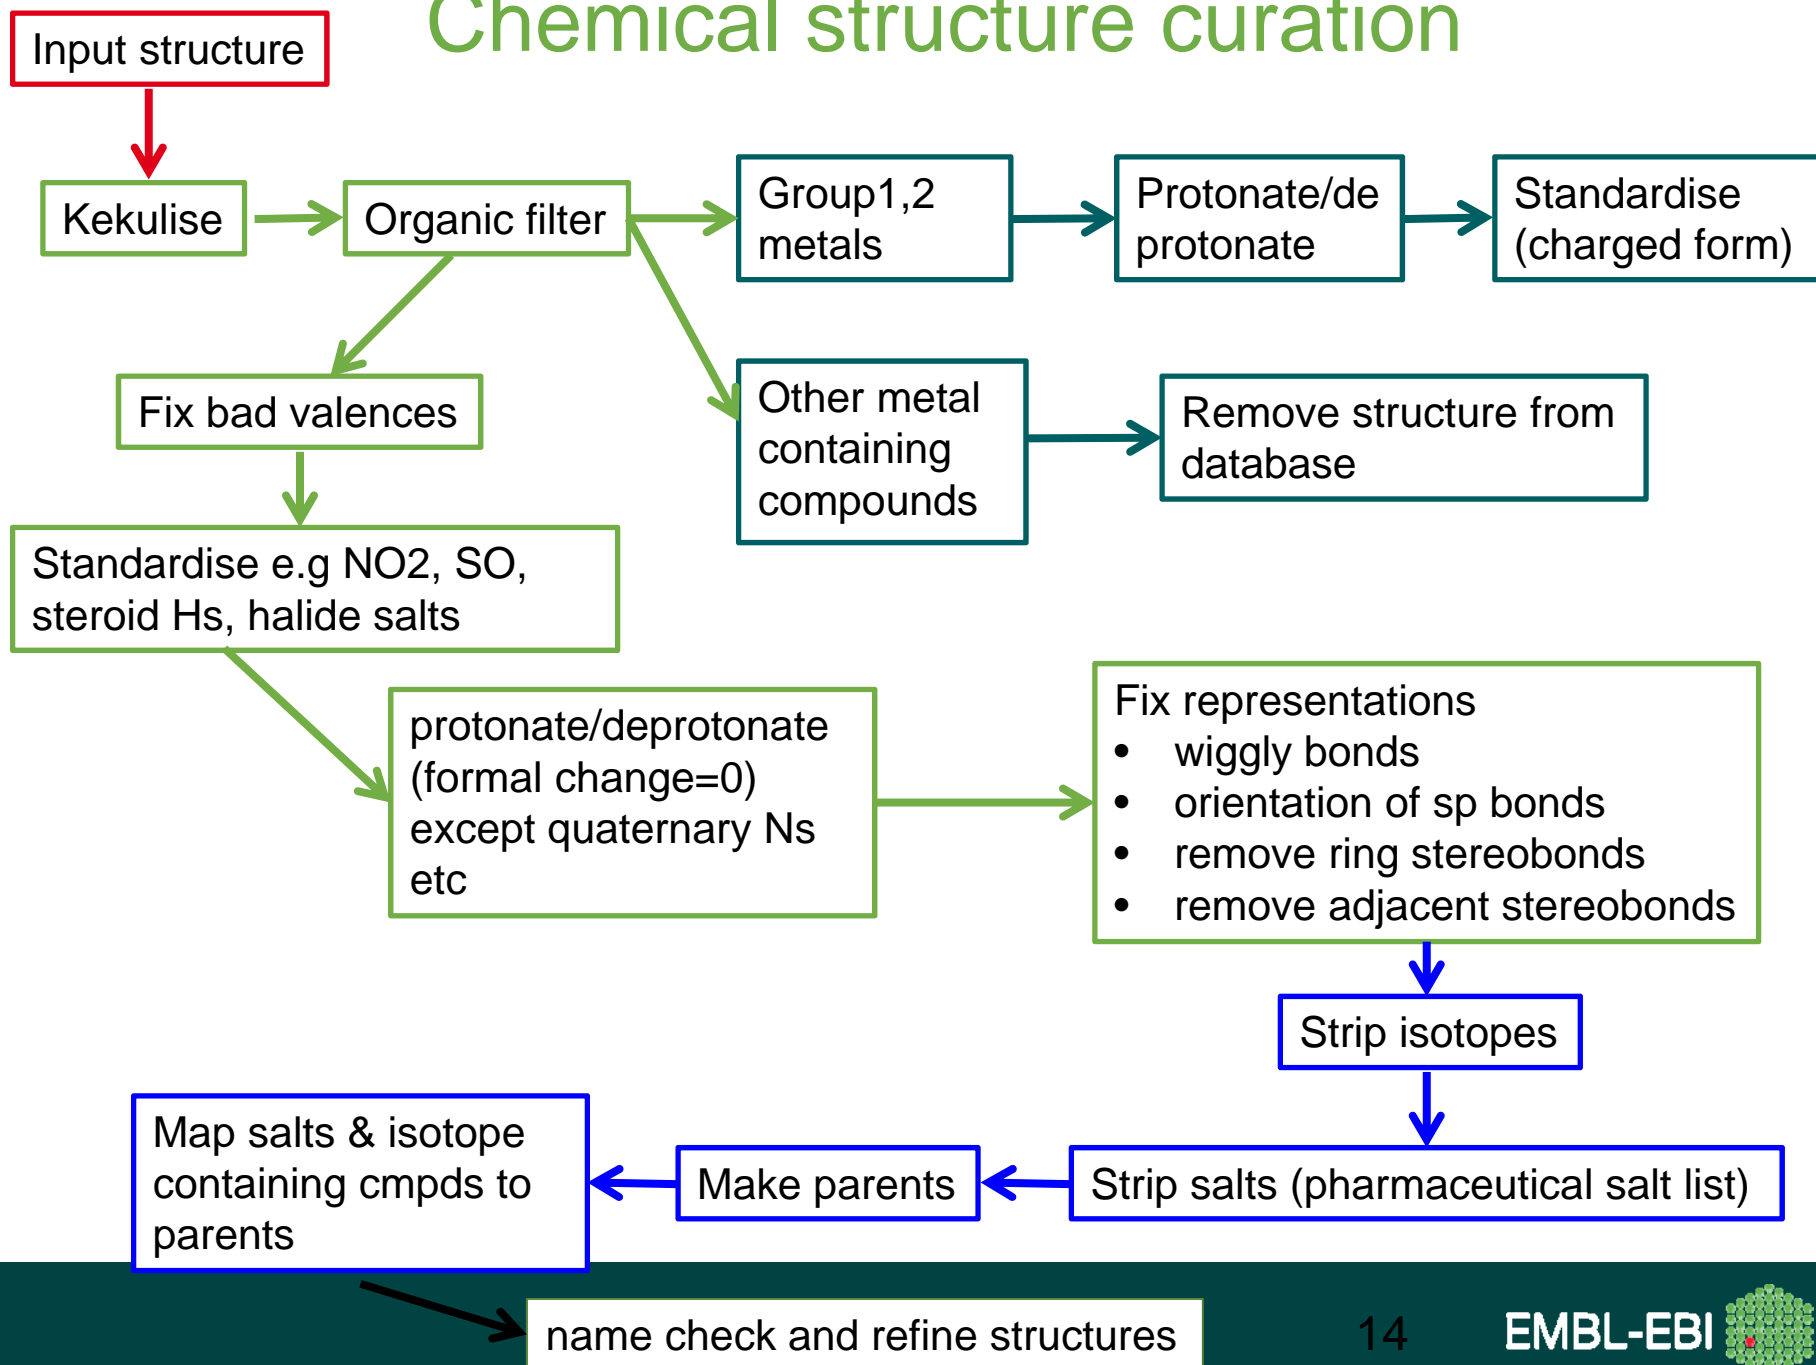 Chemical structure curation
Input structure
Kekulise
Organic filter
Group1,2
metals
Protonate/de
protonate
Standardise
(charged form)
Fix bad valences
Other metal
containing
compounds
Remove structure from
database
Standardise e.g NO2, SO,
steroid Hs, halide salts
protonate/deprotonate
(formal change=0)
except quaternary Ns
etc
Fix representations
• wiggly bonds
• orientation of sp bonds
• remove ring stereobonds
• remove adjacent stereobonds
Strip isotopes
Strip salts (pharmaceutical salt list)
Make parents
Map salts & isotope
containing cmpds to
parents
name check and refine structures
14
EMBL-EBI